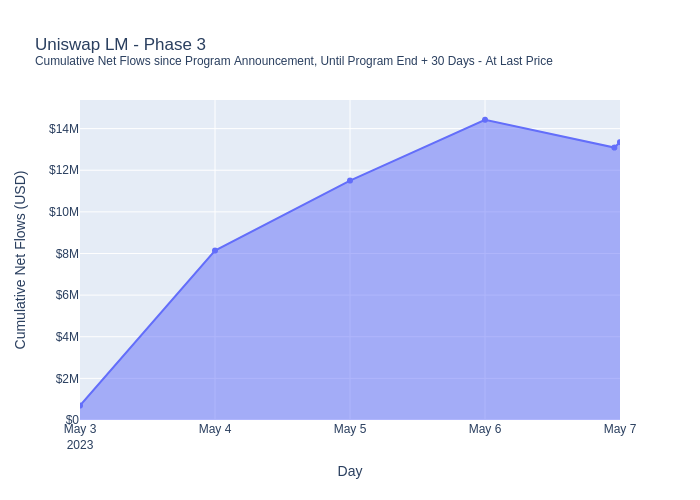 Uniswap LM - Phase 3
Cumulative Net Flows since Program Announcement, Until Program End + 30 Days - At Last Price
Cumulative Net Flows (USD)
$14M
$12M
$10M
$8M
$6M
$4M
$2M
$0
May 3
2023
May 4
May 5
May 6
May 7
Day